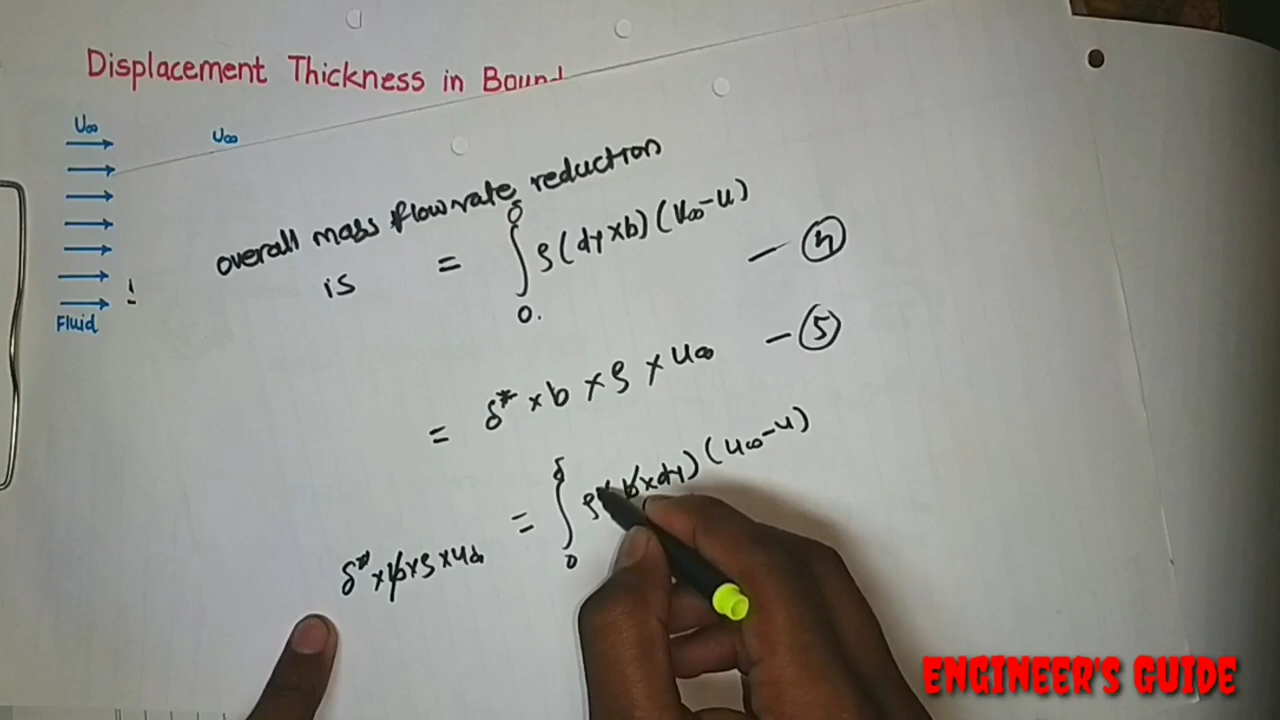 Displacement Thickness in Bound
U∞
U∞
Fluid
overall mass flowrate reduction
is = ∫₀^δ ρ(dy×b)(U∞-u) - ④
= δ* × b × ρ × u∞ - ⑤
δ*×b×ρ×u∞ = ∫₀^δ ρ(b×dy)(u∞-u)
ENGINEER'S GUIDE